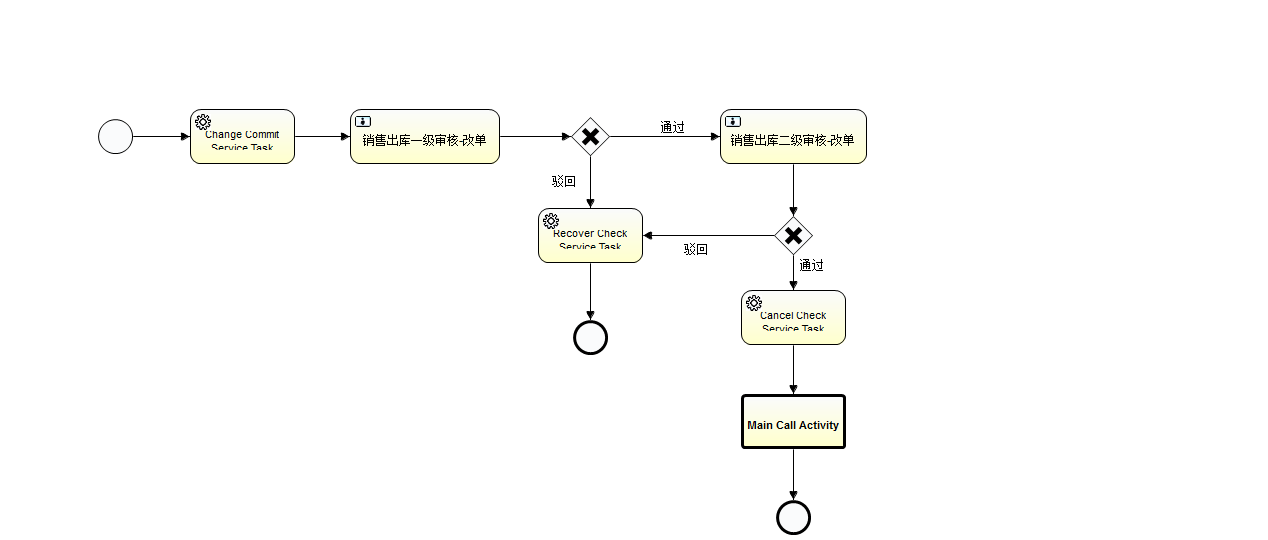 Change Commit
Service Task
销售出库一级审核-改单
通过
销售出库二级审核-改单
驳回
Recover Check
Service Task
驳回
通过
Cancel Check
Service Task
Main Call Activity